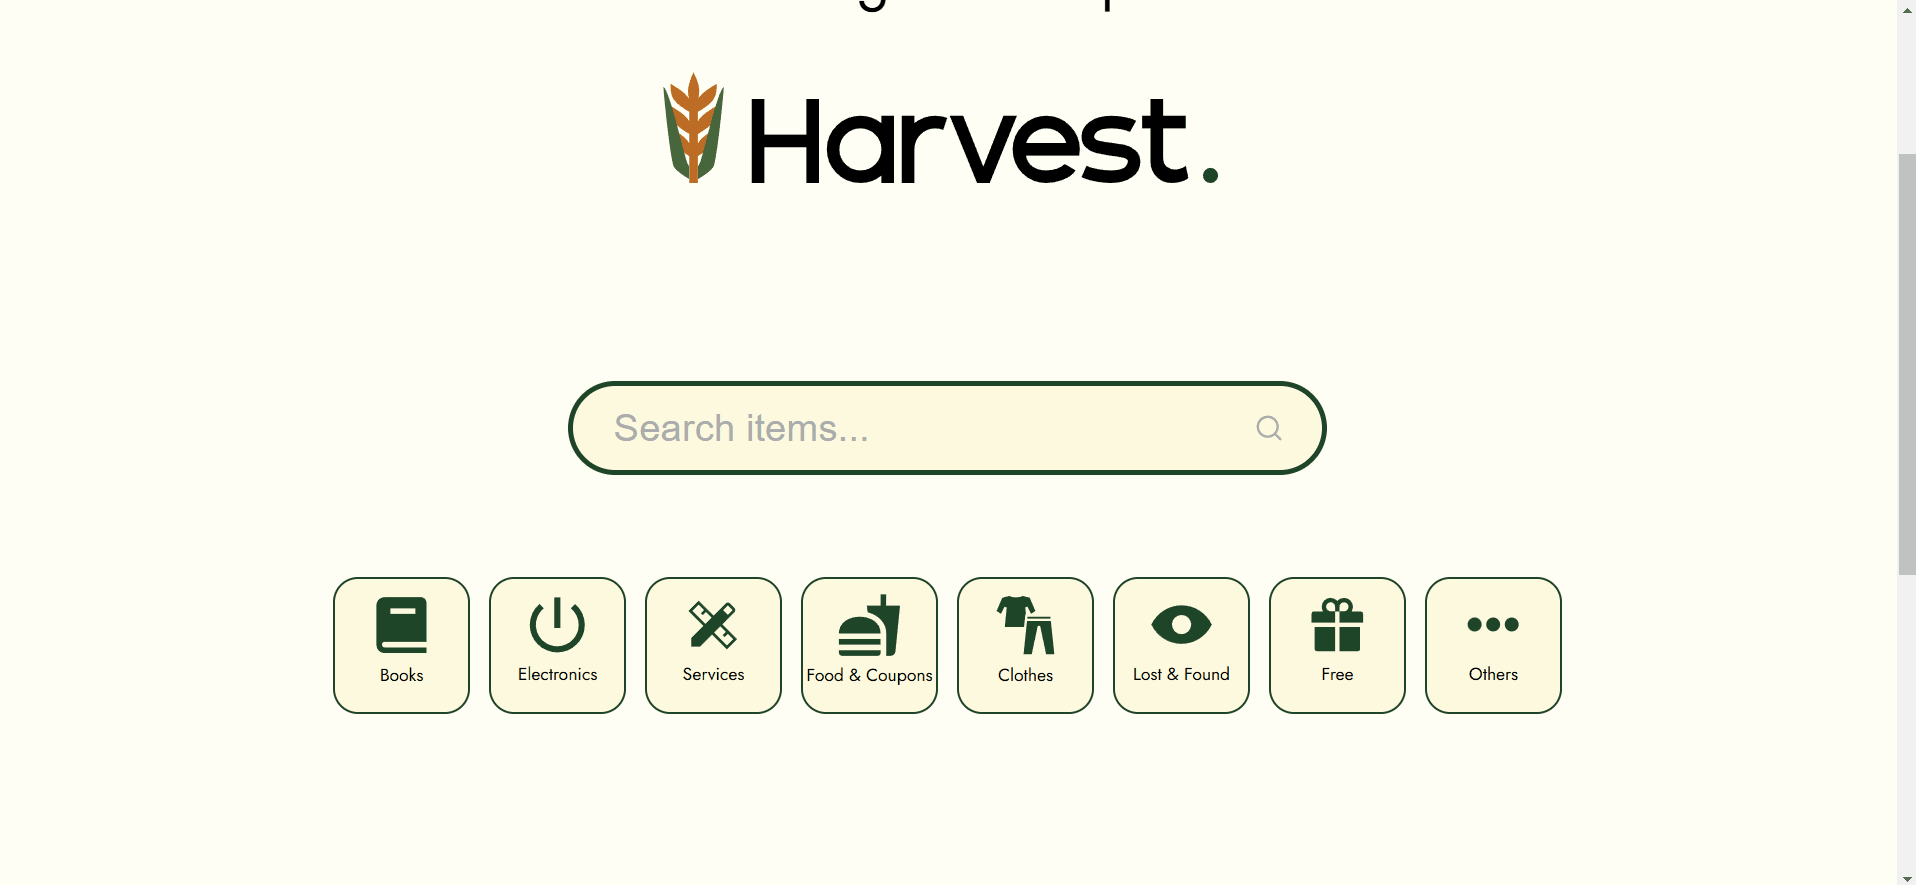 Harvest.
Search items...
Books
Electronics
Services
Food & Coupons
Clothes
Lost & Found
Free
Others